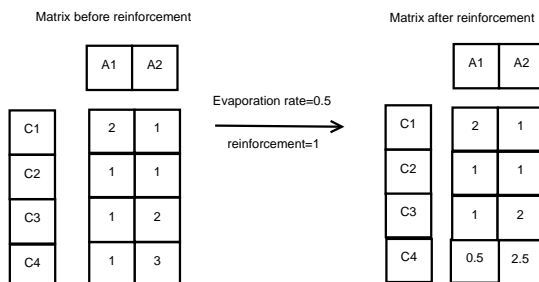 Matrix before reinforcement
Matrix after reinforcement
A1 A2
A1 A2
Evaporation rate=0.5
reinforcement=1
C1 2 1
C1 2 1
C2 1 1
C2 1 1
C3 1 2
C3 1 2
C4 1 3
C4 0.5 2.5